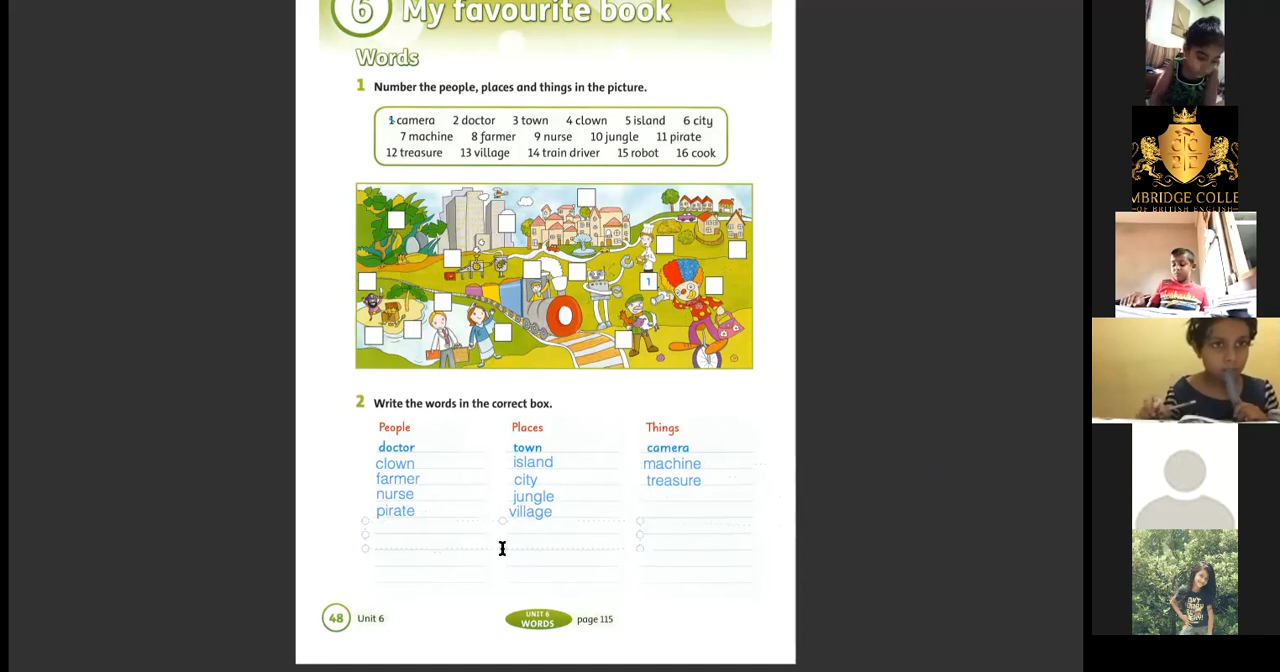 6 My favourite book
Words
1 Number the people, places and things in the picture.
1 camera 2 doctor 3 town 4 clown 5 island 6 city
7 machine 8 farmer 9 nurse 10 jungle 11 pirate
12 treasure 13 village 14 train driver 15 robot 16 cook
1
2 Write the words in the correct box.
People Places Things
doctor town camera
clown island machine
farmer city treasure
nurse jungle
pirate village
48 Unit 6 UNIT 6 WORDS page 115
MBRIDGE COLLE
OF BRITISH ENGLISH